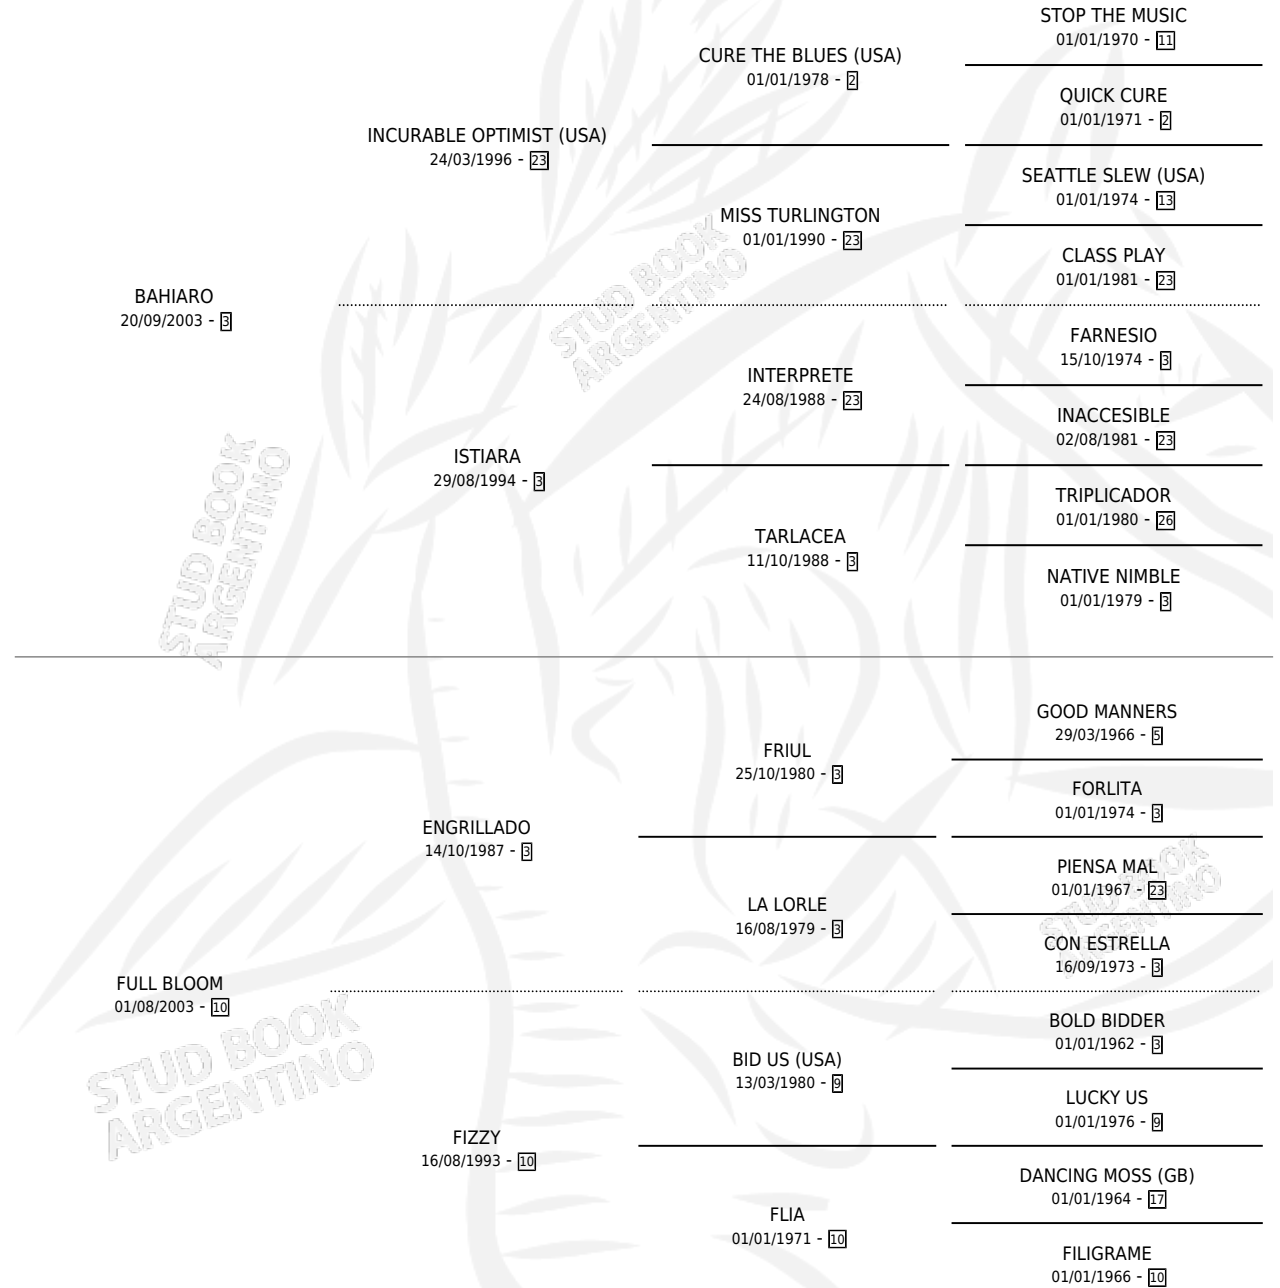 STOP THE MUSIC
01/01/1970 - 11
CURE THE BLUES (USA)
01/01/1978 - 2
QUICK CURE
01/01/1971 - 2
INCURABLE OPTIMIST (USA)
24/03/1996 - 23
SEATTLE SLEW (USA)
01/01/1974 - 13
MISS TURLINGTON
01/01/1990 - 23
CLASS PLAY
01/01/1981 - 23
BAHIARO
20/09/2003 - 3
STUD BOOK
ARGENTINO
FARNESIO
15/10/1974 - 3
INTERPRETE
24/08/1988 - 23
INACCESIBLE
02/08/1981 - 23
ISTIARA
29/08/1994 - 3
TRIPLICADOR
01/01/1980 - 26
TARLACEA
11/10/1988 - 3
NATIVE NIMBLE
01/01/1979 - 3
STUD BOOK
ARGENTINO
GOOD MANNERS
29/03/1966 - 5
FRIUL
25/10/1980 - 3
FORLITA
01/01/1974 - 3
ENGRILLADO
14/10/1987 - 3
PIENSA MAL
01/01/1967 - 23
LA LORLE
16/08/1979 - 3
STUD BOOK
ARGENTINO
CON ESTRELLA
16/09/1973 - 3
FULL BLOOM
01/08/2003 - 10
BOLD BIDDER
01/01/1962 - 3
BID US (USA)
13/03/1980 - 9
LUCKY US
01/01/1976 - 9
STUD BOOK
ARGENTINO
FIZZY
16/08/1993 - 10
DANCING MOSS (GB)
01/01/1964 - 17
FLIA
01/01/1971 - 10
FILIGRAME
01/01/1966 - 10